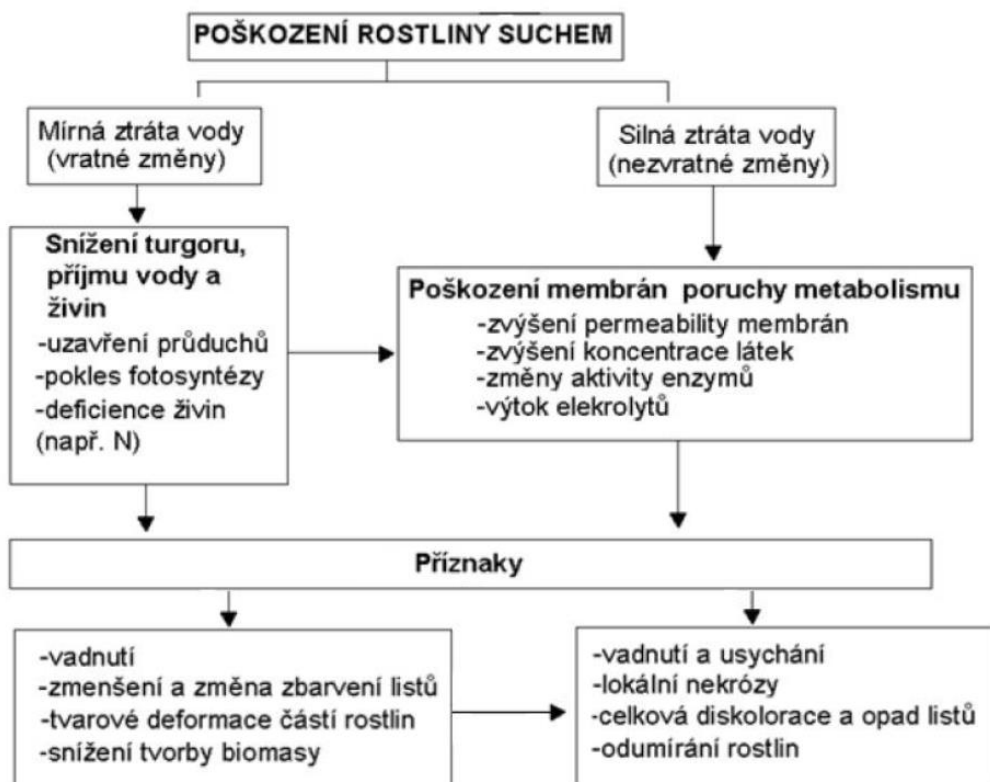 POŠKOZENÍ ROSTLINY SUCHEM
Mírná ztráta vody
(vratné změny)
Silná ztráta vody
(nezvratné změny)
Snížení turgoru,
příjmu vody a
živin
-uzavření průduchů
-pokles fotosyntézy
-deficience živin
(např. N)
Poškození membrán poruchy metabolismu
-zvýšení permeability membrán
-zvýšení koncentrace látek
-změny aktivity enzymů
-výtok elekrolytů
Příznaky
-vadnutí
-zmenšení a změna zbarvení listů
-tvarové deformace částí rostlin
-snížení tvorby biomasy
-vadnutí a usychání
-lokální nekrózy
-celková diskolorace a opad listů
-odumírání rostlin